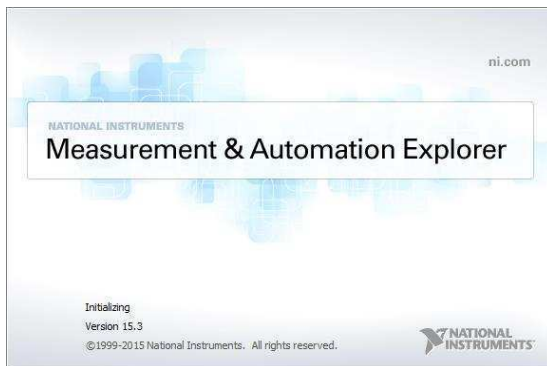 ni.com
NATIONAL INSTRUMENTS
Measurement & Automation Explorer
Initializing
Version 15.3
©1999-2015 National Instruments. All rights reserved.
NATIONAL
INSTRUMENTS